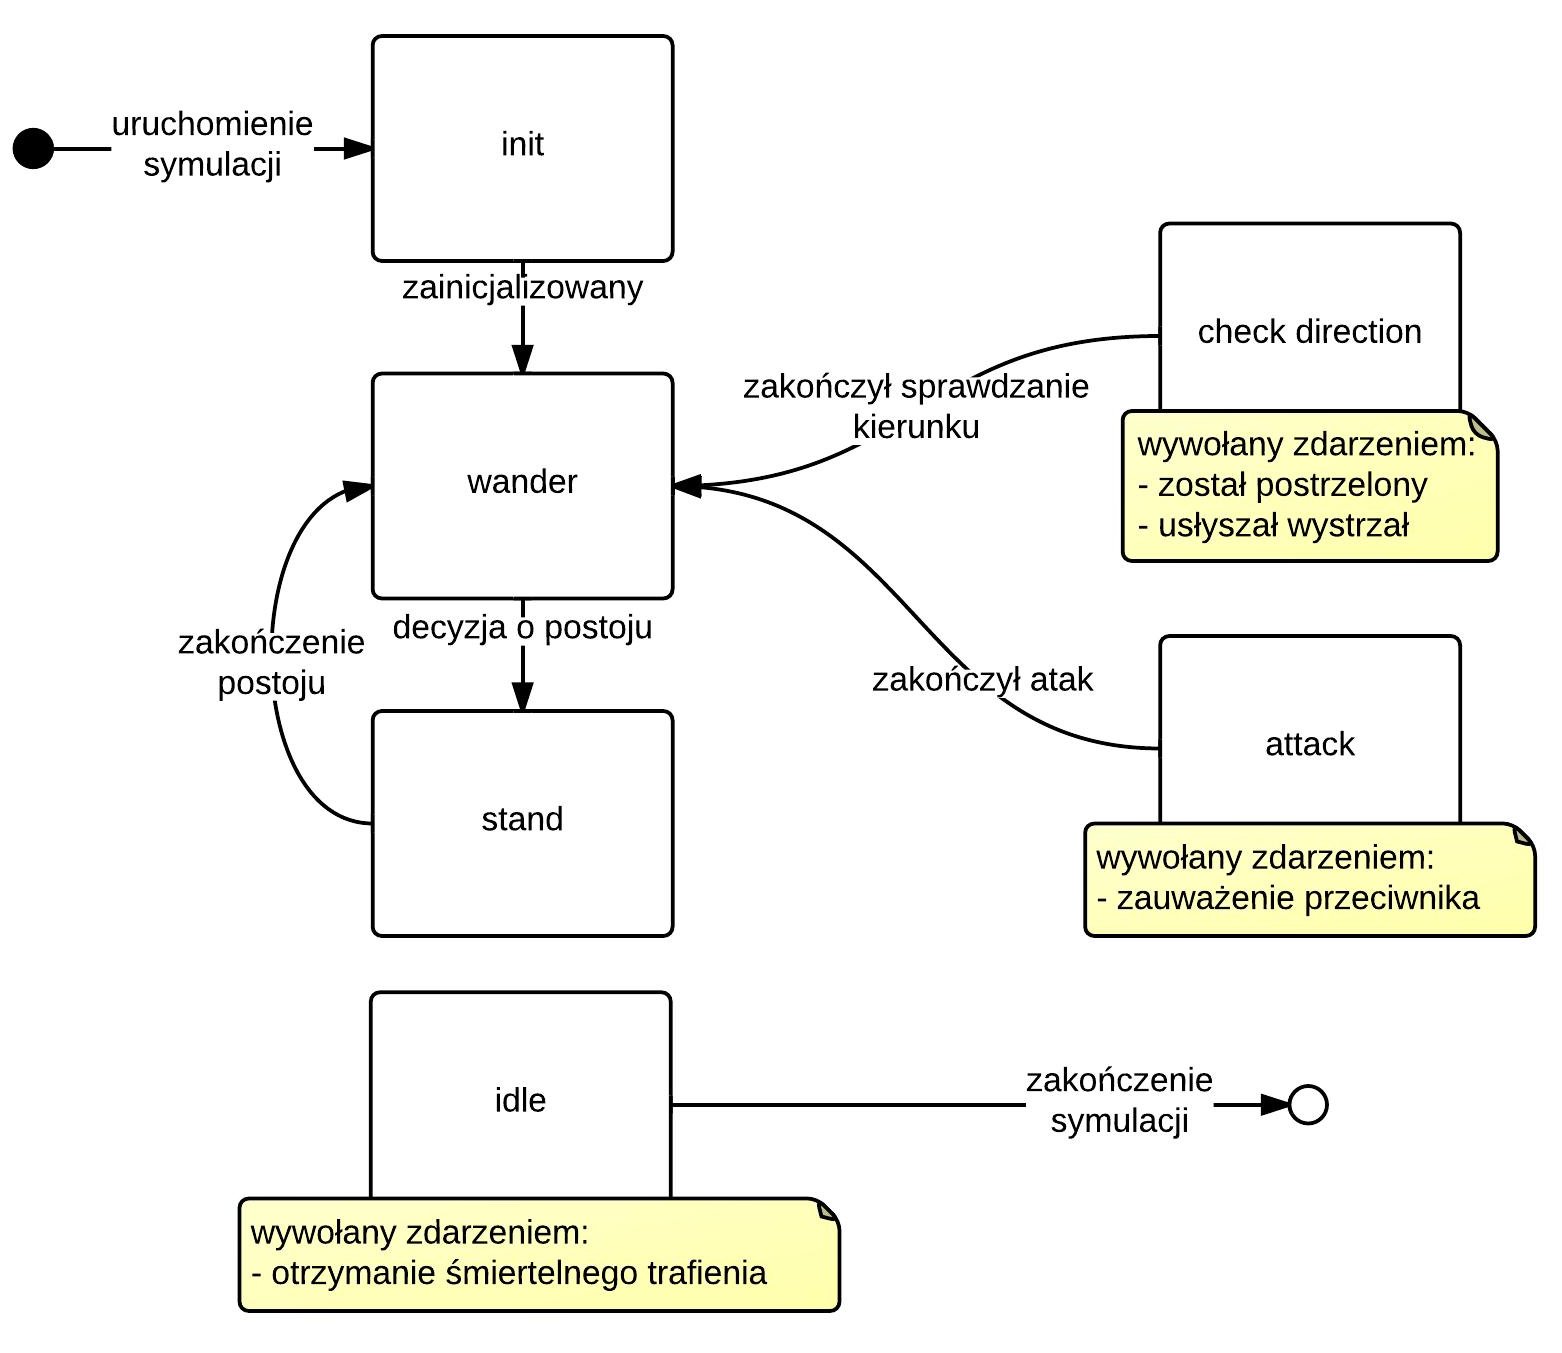 uruchomienie
symulacji
init
zainicjalizowany
check direction
wywołany zdarzeniem:
- został postrzelony
- usłyszał wystrzał
zakończył sprawdzanie
kierunku
wander
decyzja o postoju
zakończenie
postoju
zakończył atak
attack
wywołany zdarzeniem:
- zauważenie przeciwnika
stand
idle
zakończenie
symulacji
wywołany zdarzeniem:
- otrzymanie śmiertelnego trafienia